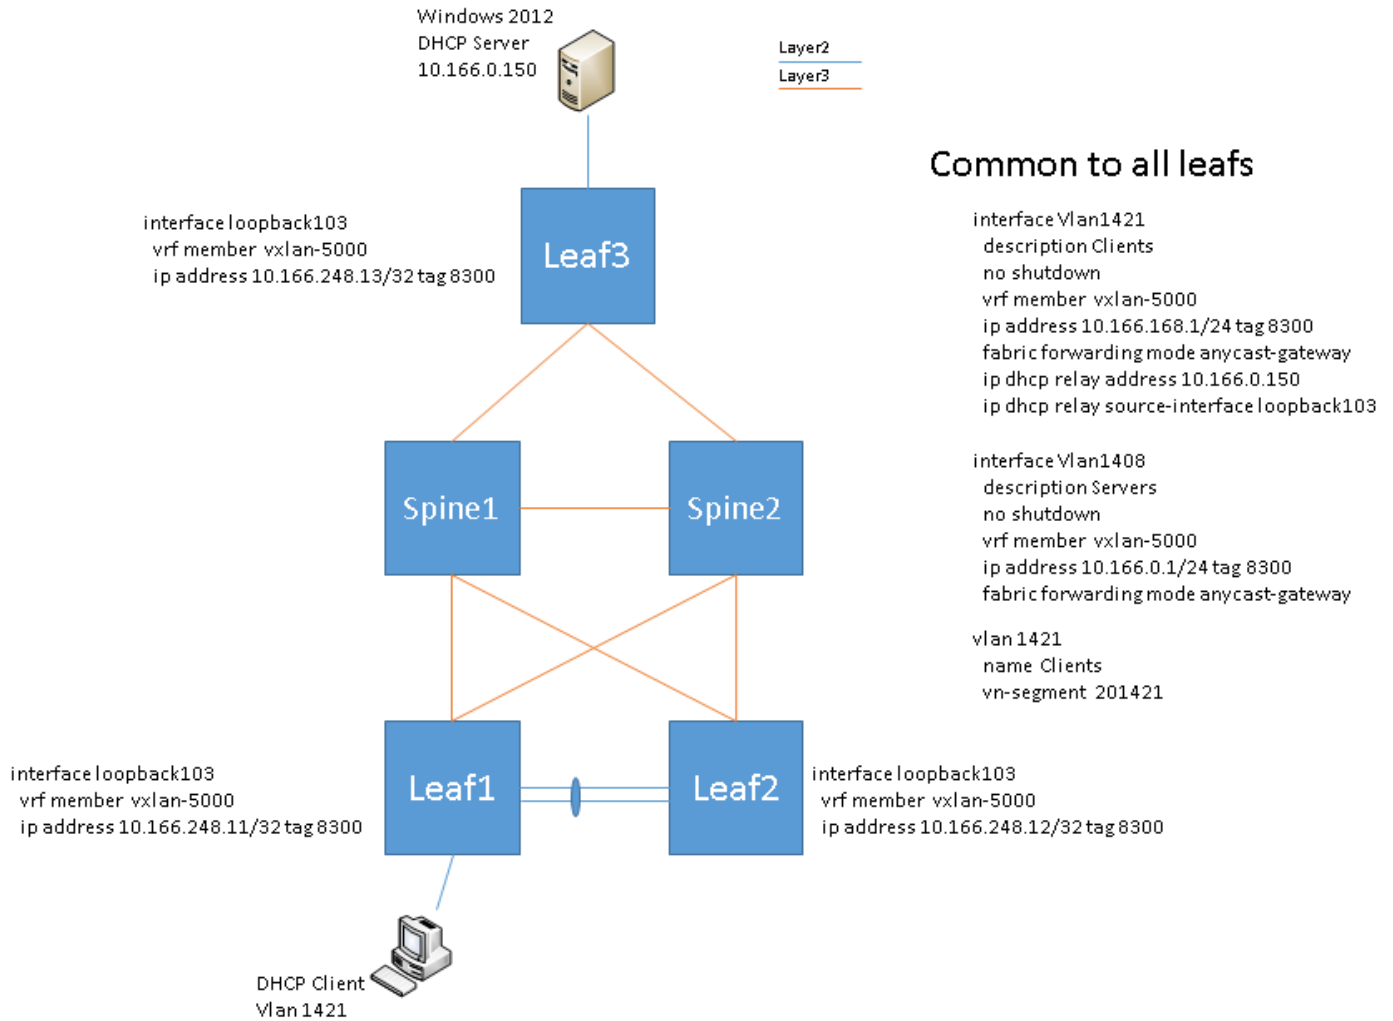 Windows 2012
DHCP Server
10.166.0.150
Layer2
Layer3
Common to all leafs
interface loopback103
vrf member vxlan-5000
ip address 10.166.248.13/32 tag 8300
Leaf3
interface Vlan1421
description Clients
no shutdown
vrf member vxlan-5000
ip address 10.166.168.1/24 tag 8300
fabric forwarding mode anycast-gateway
ip dhcp relay address 10.166.0.150
ip dhcp relay source-interface loopback103
interface Vlan1408
description Servers
no shutdown
vrf member vxlan-5000
ip address 10.166.0.1/24 tag 8300
fabric forwarding mode anycast-gateway
vlan 1421
name Clients
vn-segment 201421
Spine1
Spine2
interface loopback103
vrf member vxlan-5000
ip address 10.166.248.11/32 tag 8300
Leaf1
Leaf2
interface loopback103
vrf member vxlan-5000
ip address 10.166.248.12/32 tag 8300
DHCP Client
Vlan 1421